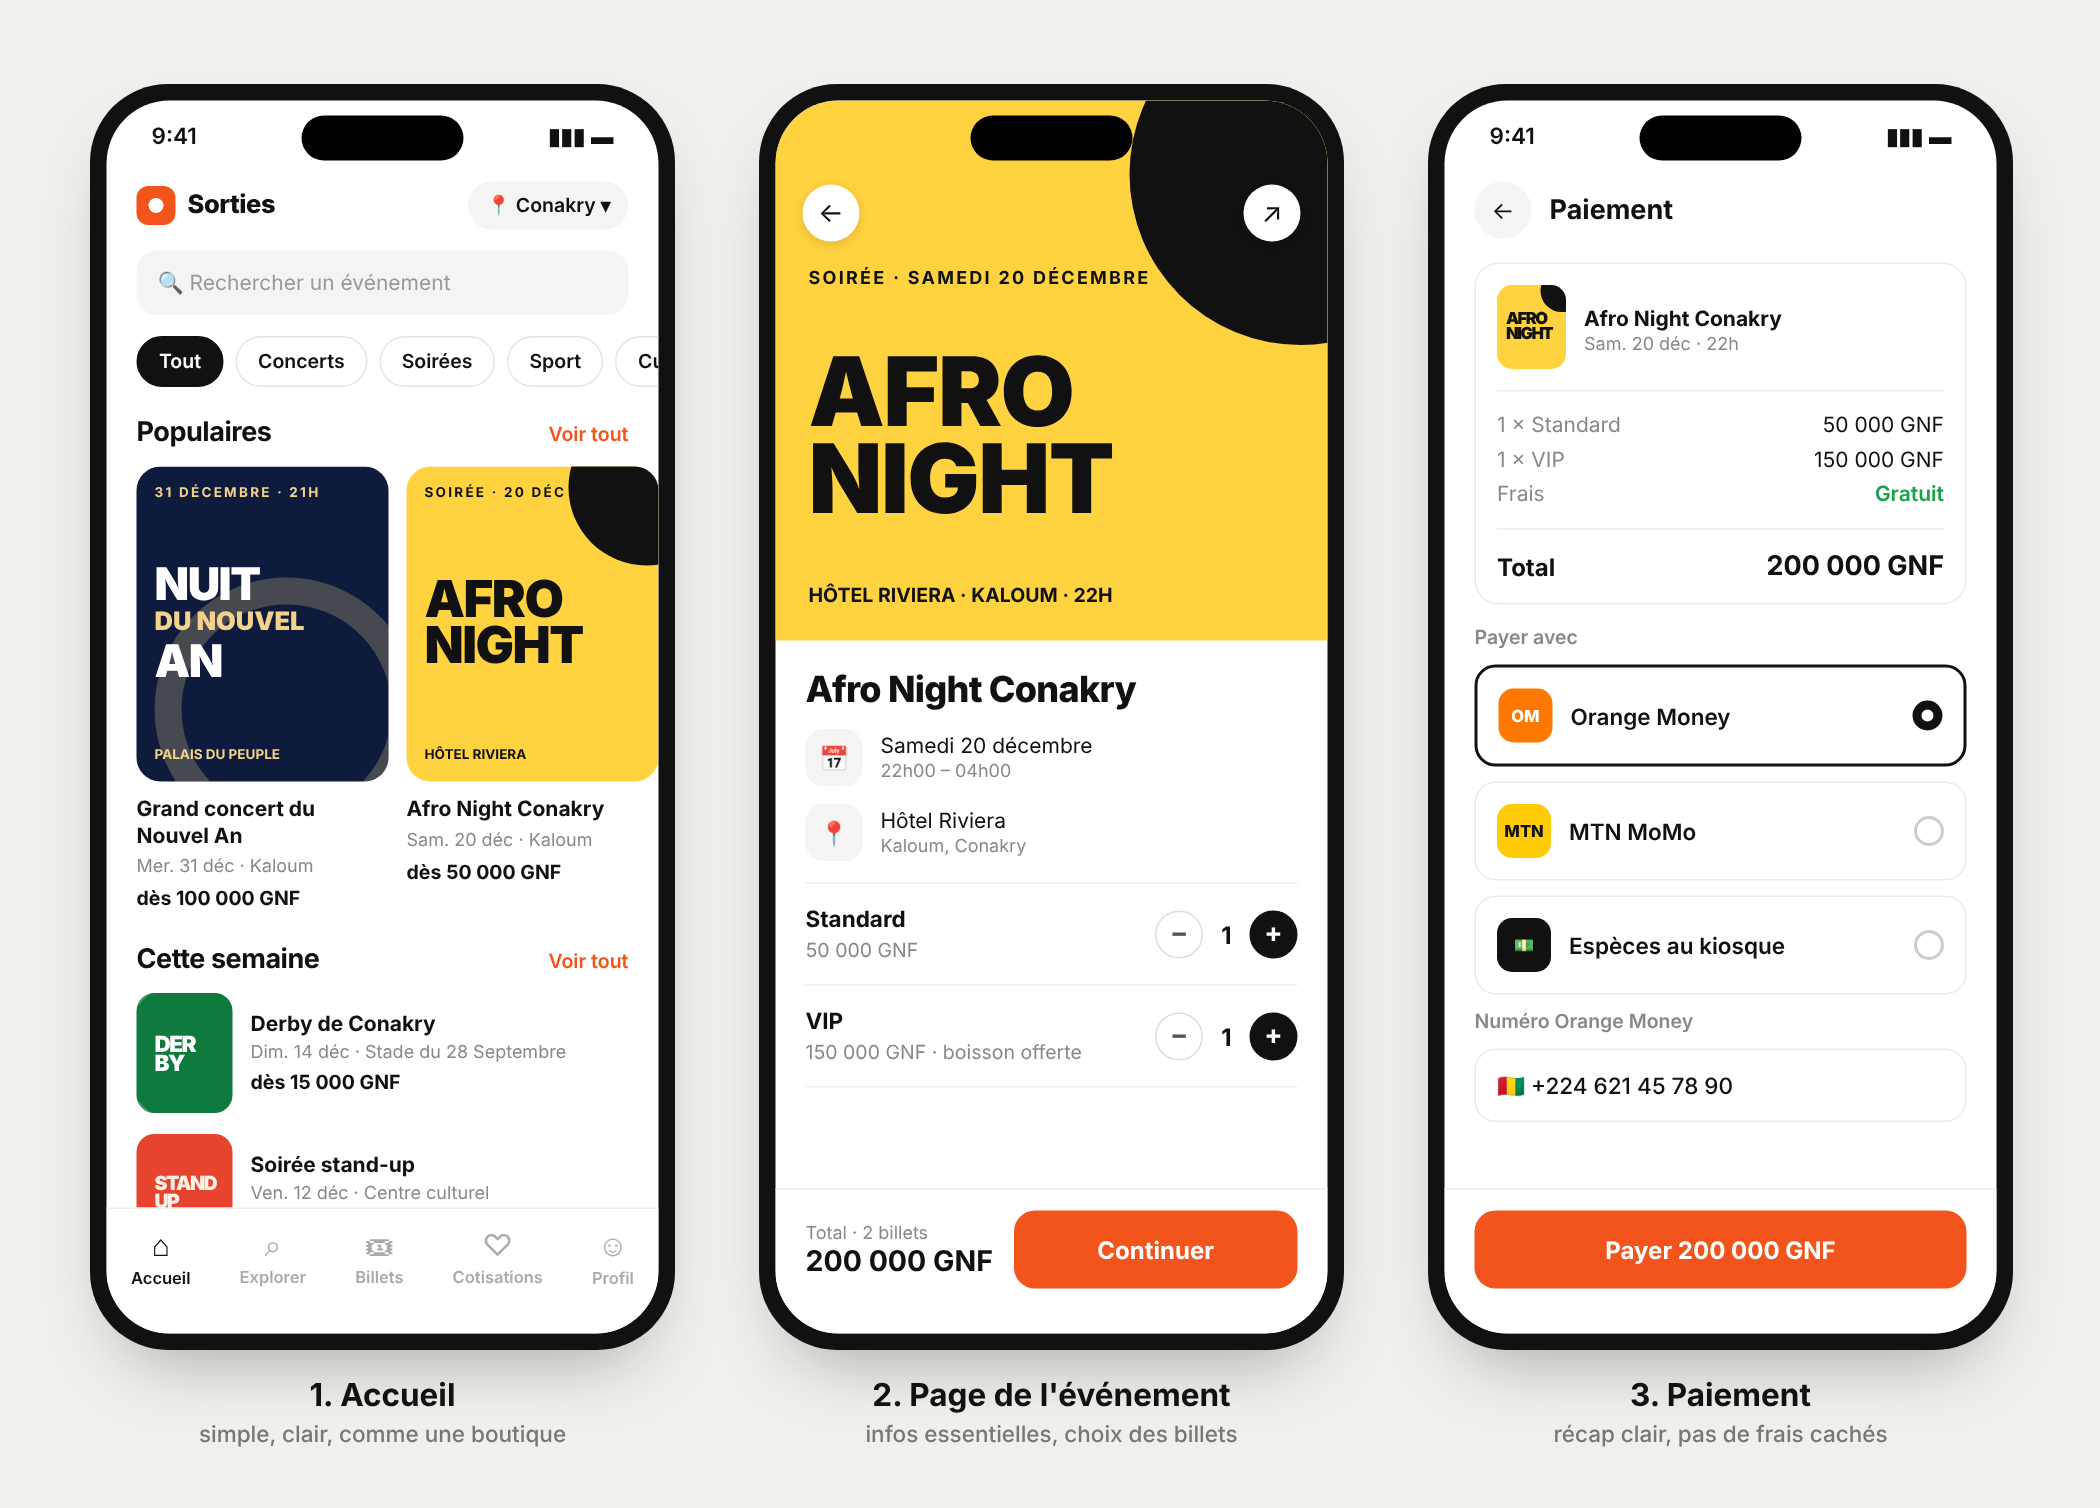 9:41
Sorties
📍 Conakry ▾
🔍 Rechercher un événement
Tout
Concerts
Soirées
Sport
Cu
Populaires
Voir tout
31 DÉCEMBRE · 21H
NUIT
DU NOUVEL
AN
PALAIS DU PEUPLE
SOIRÉE · 20 DÉC
AFRO
NIGHT
HÔTEL RIVIERA
Grand concert du
Nouvel An
Mer. 31 déc · Kaloum
dès 100 000 GNF
Afro Night Conakry
Sam. 20 déc · Kaloum
dès 50 000 GNF
Cette semaine
Voir tout
DER
BY
Derby de Conakry
Dim. 14 déc · Stade du 28 Septembre
dès 15 000 GNF
STAND
UP
Soirée stand-up
Ven. 12 déc · Centre culturel
Accueil
Explorer
Billets
Cotisations
Profil
1. Accueil
simple, clair, comme une boutique
SOIRÉE · SAMEDI 20 DÉCEMBRE
AFRO
NIGHT
HÔTEL RIVIERA · KALOUM · 22H
Afro Night Conakry
Samedi 20 décembre
22h00 – 04h00
Hôtel Riviera
Kaloum, Conakry
Standard
50 000 GNF
− 1 +
VIP
150 000 GNF · boisson offerte
− 1 +
Total · 2 billets
200 000 GNF
Continuer
2. Page de l'événement
infos essentielles, choix des billets
9:41
Paiement
AFRO
NIGHT
Afro Night Conakry
Sam. 20 déc · 22h
1 × Standard 50 000 GNF
1 × VIP 150 000 GNF
Frais Gratuit
Total 200 000 GNF
Payer avec
OM Orange Money
MTN MTN MoMo
Espèces au kiosque
Numéro Orange Money
🇬🇳 +224 621 45 78 90
Payer 200 000 GNF
3. Paiement
récap clair, pas de frais cachés